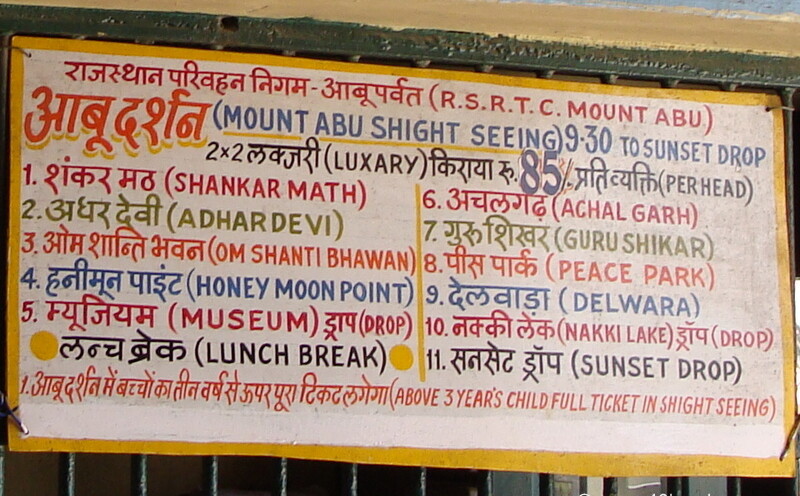 राजस्थान परिवहन निगम-आबूपर्वत (R.S.R.T.C. MOUNT ABU)
आबू दर्शन (MOUNT ABU SHIGHT SEEING) 9·30 TO SUNSET DROP
2×2 लक्जरी (LUXARY) किराया रु. 85/- प्रति व्यक्ति (PER HEAD)
1. शंकर मठ (SHANKAR MATH)
2. अधर देवी (ADHAR DEVI)
3. ओम शान्ति भवन (OM SHANTI BHAWAN)
4. हनीमून पाइंट (HONEY MOON POINT)
5. म्यूजियम (MUSEUM) ड्राप (DROP)
लन्च ब्रेक (LUNCH BREAK)
6. अचलगढ़ (ACHAL GARH)
7. गुरु शिखर (GURU SHIKAR)
8. पीस पार्क (PEACE PARK)
9. देलवाड़ा (DELWARA)
10. नक्की लेक (NAKKI LAKE) ड्रॉप (DROP)
11. सनसेट ड्रॉप (SUNSET DROP)
1. आबू दर्शन में बच्चों का तीन वर्ष से ऊपर पूरा टिकट लगेगा (ABOVE 3 YEAR'S CHILD FULL TICKET IN SHIGHT SEEING)